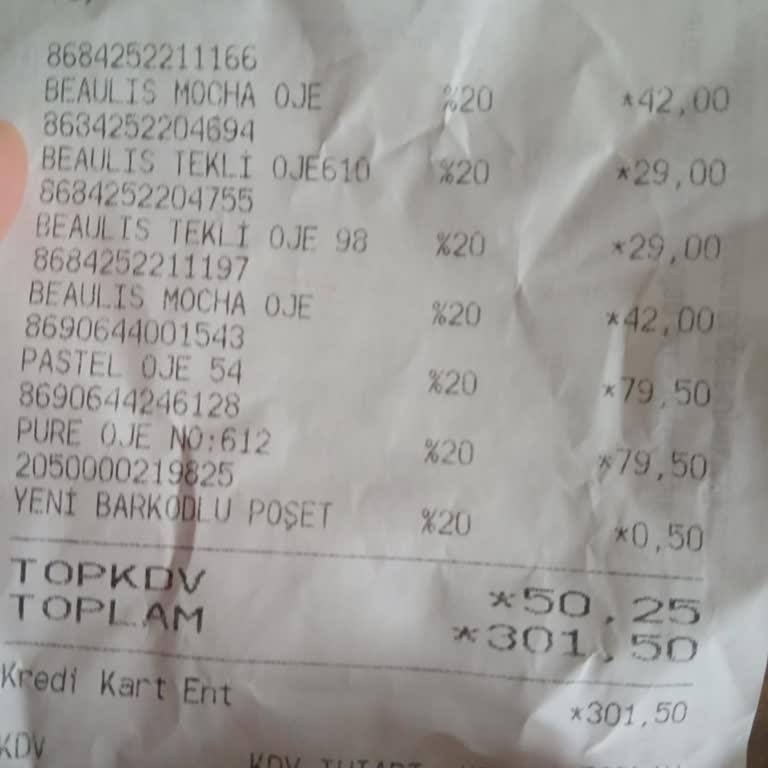 8684252211166
BEAULIS MOCHA OJE %20 *42,00
8684252204694
BEAULIS TEKLİ OJE610 %20 *29,00
8684252204755
BEAULIS TEKLİ OJE 98 %20 *29,00
8684252211197
BEAULIS MOCHA OJE %20 *42,00
8690644001543
PASTEL OJE 54 %20 *79,50
8690644246128
PURE OJE NO:612 %20 *79,50
2050000219825
YENİ BARKODLU POŞET %20 *0,50
TOPKDV *50,25
TOPLAM *301,50
Kredi Kart Ent *301,50
KDV KDV TUTARI